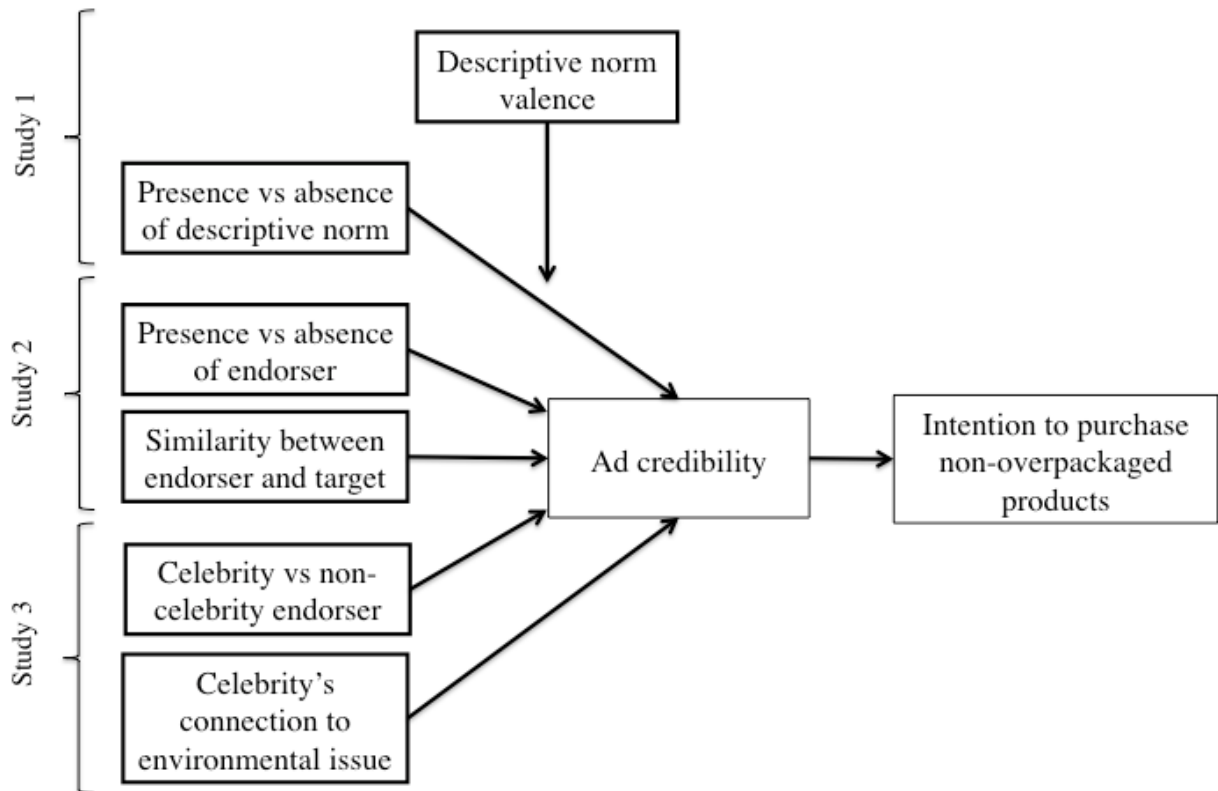 Study 1
Descriptive norm
valence
Presence vs absence
of descriptive norm
Study 2
Presence vs absence
of endorser
Similarity between
endorser and target
Ad credibility
Intention to purchase
non-overpackaged
products
Study 3
Celebrity vs non-
celebrity endorser
Celebrity’s
connection to
environmental issue